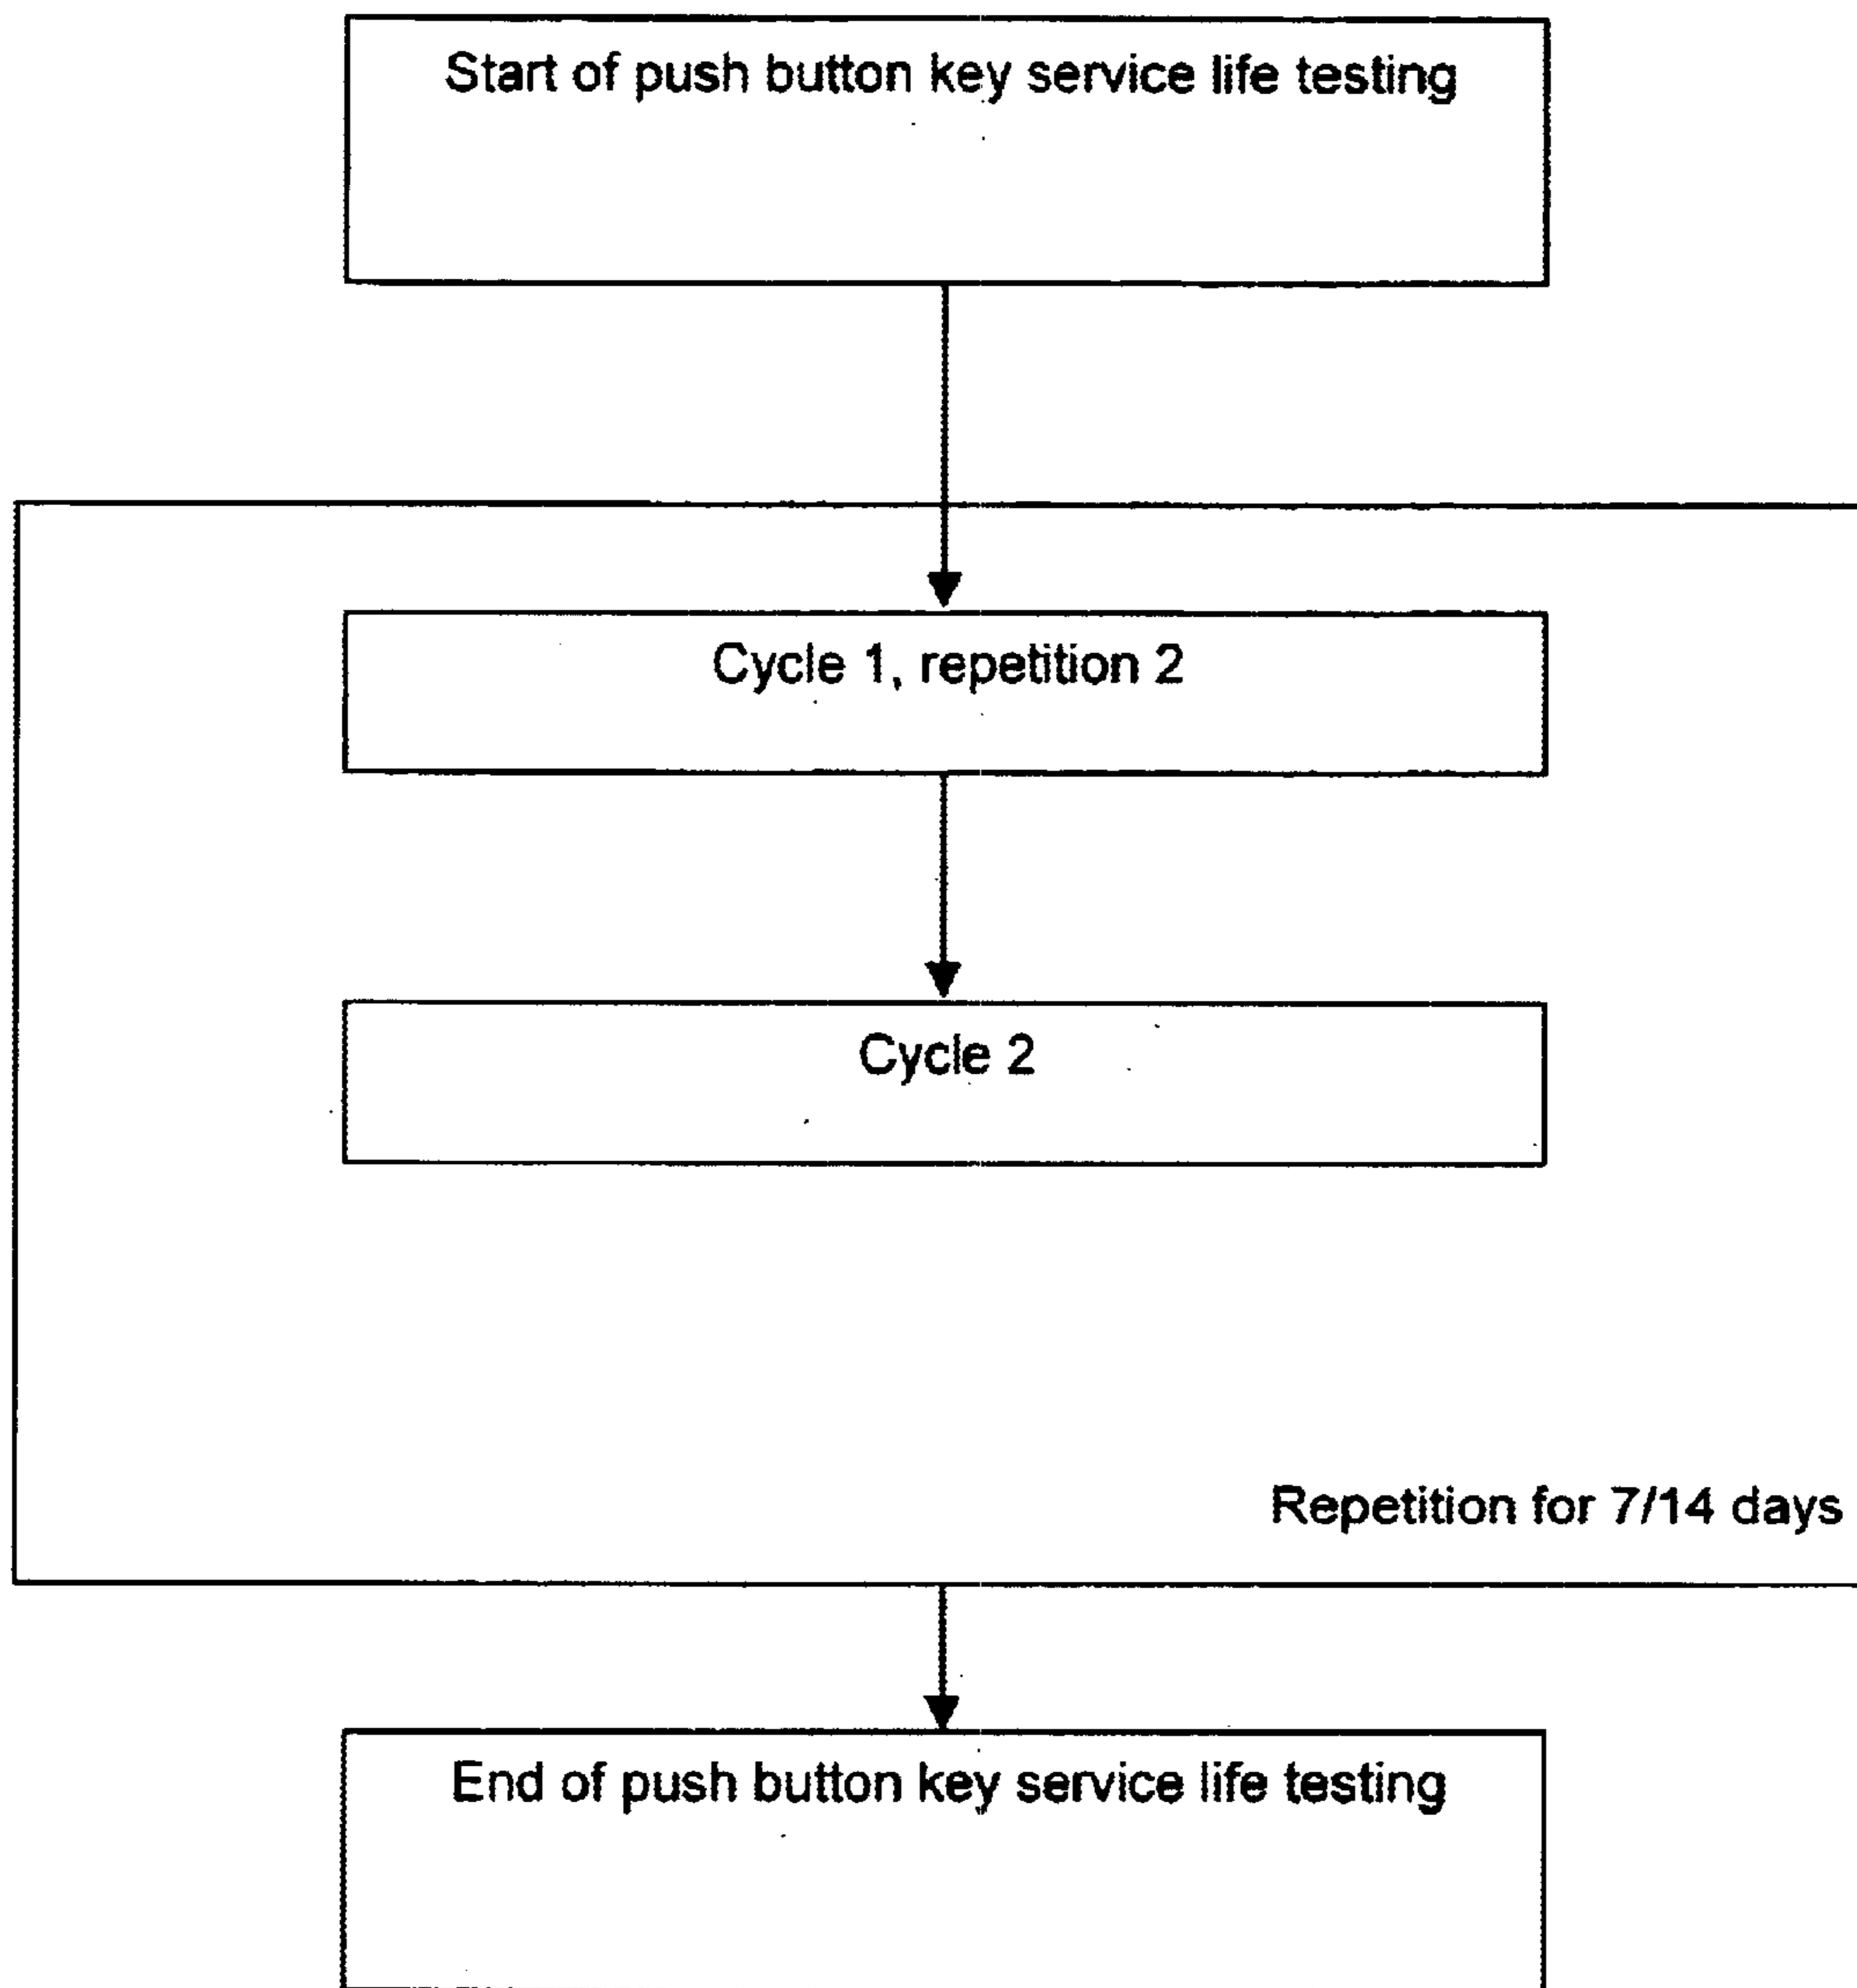 Start of push button key service life testing
Cycle 1, repetition 2
Cycle 2
Repetition for 7/14 days
End of push button key service life testing